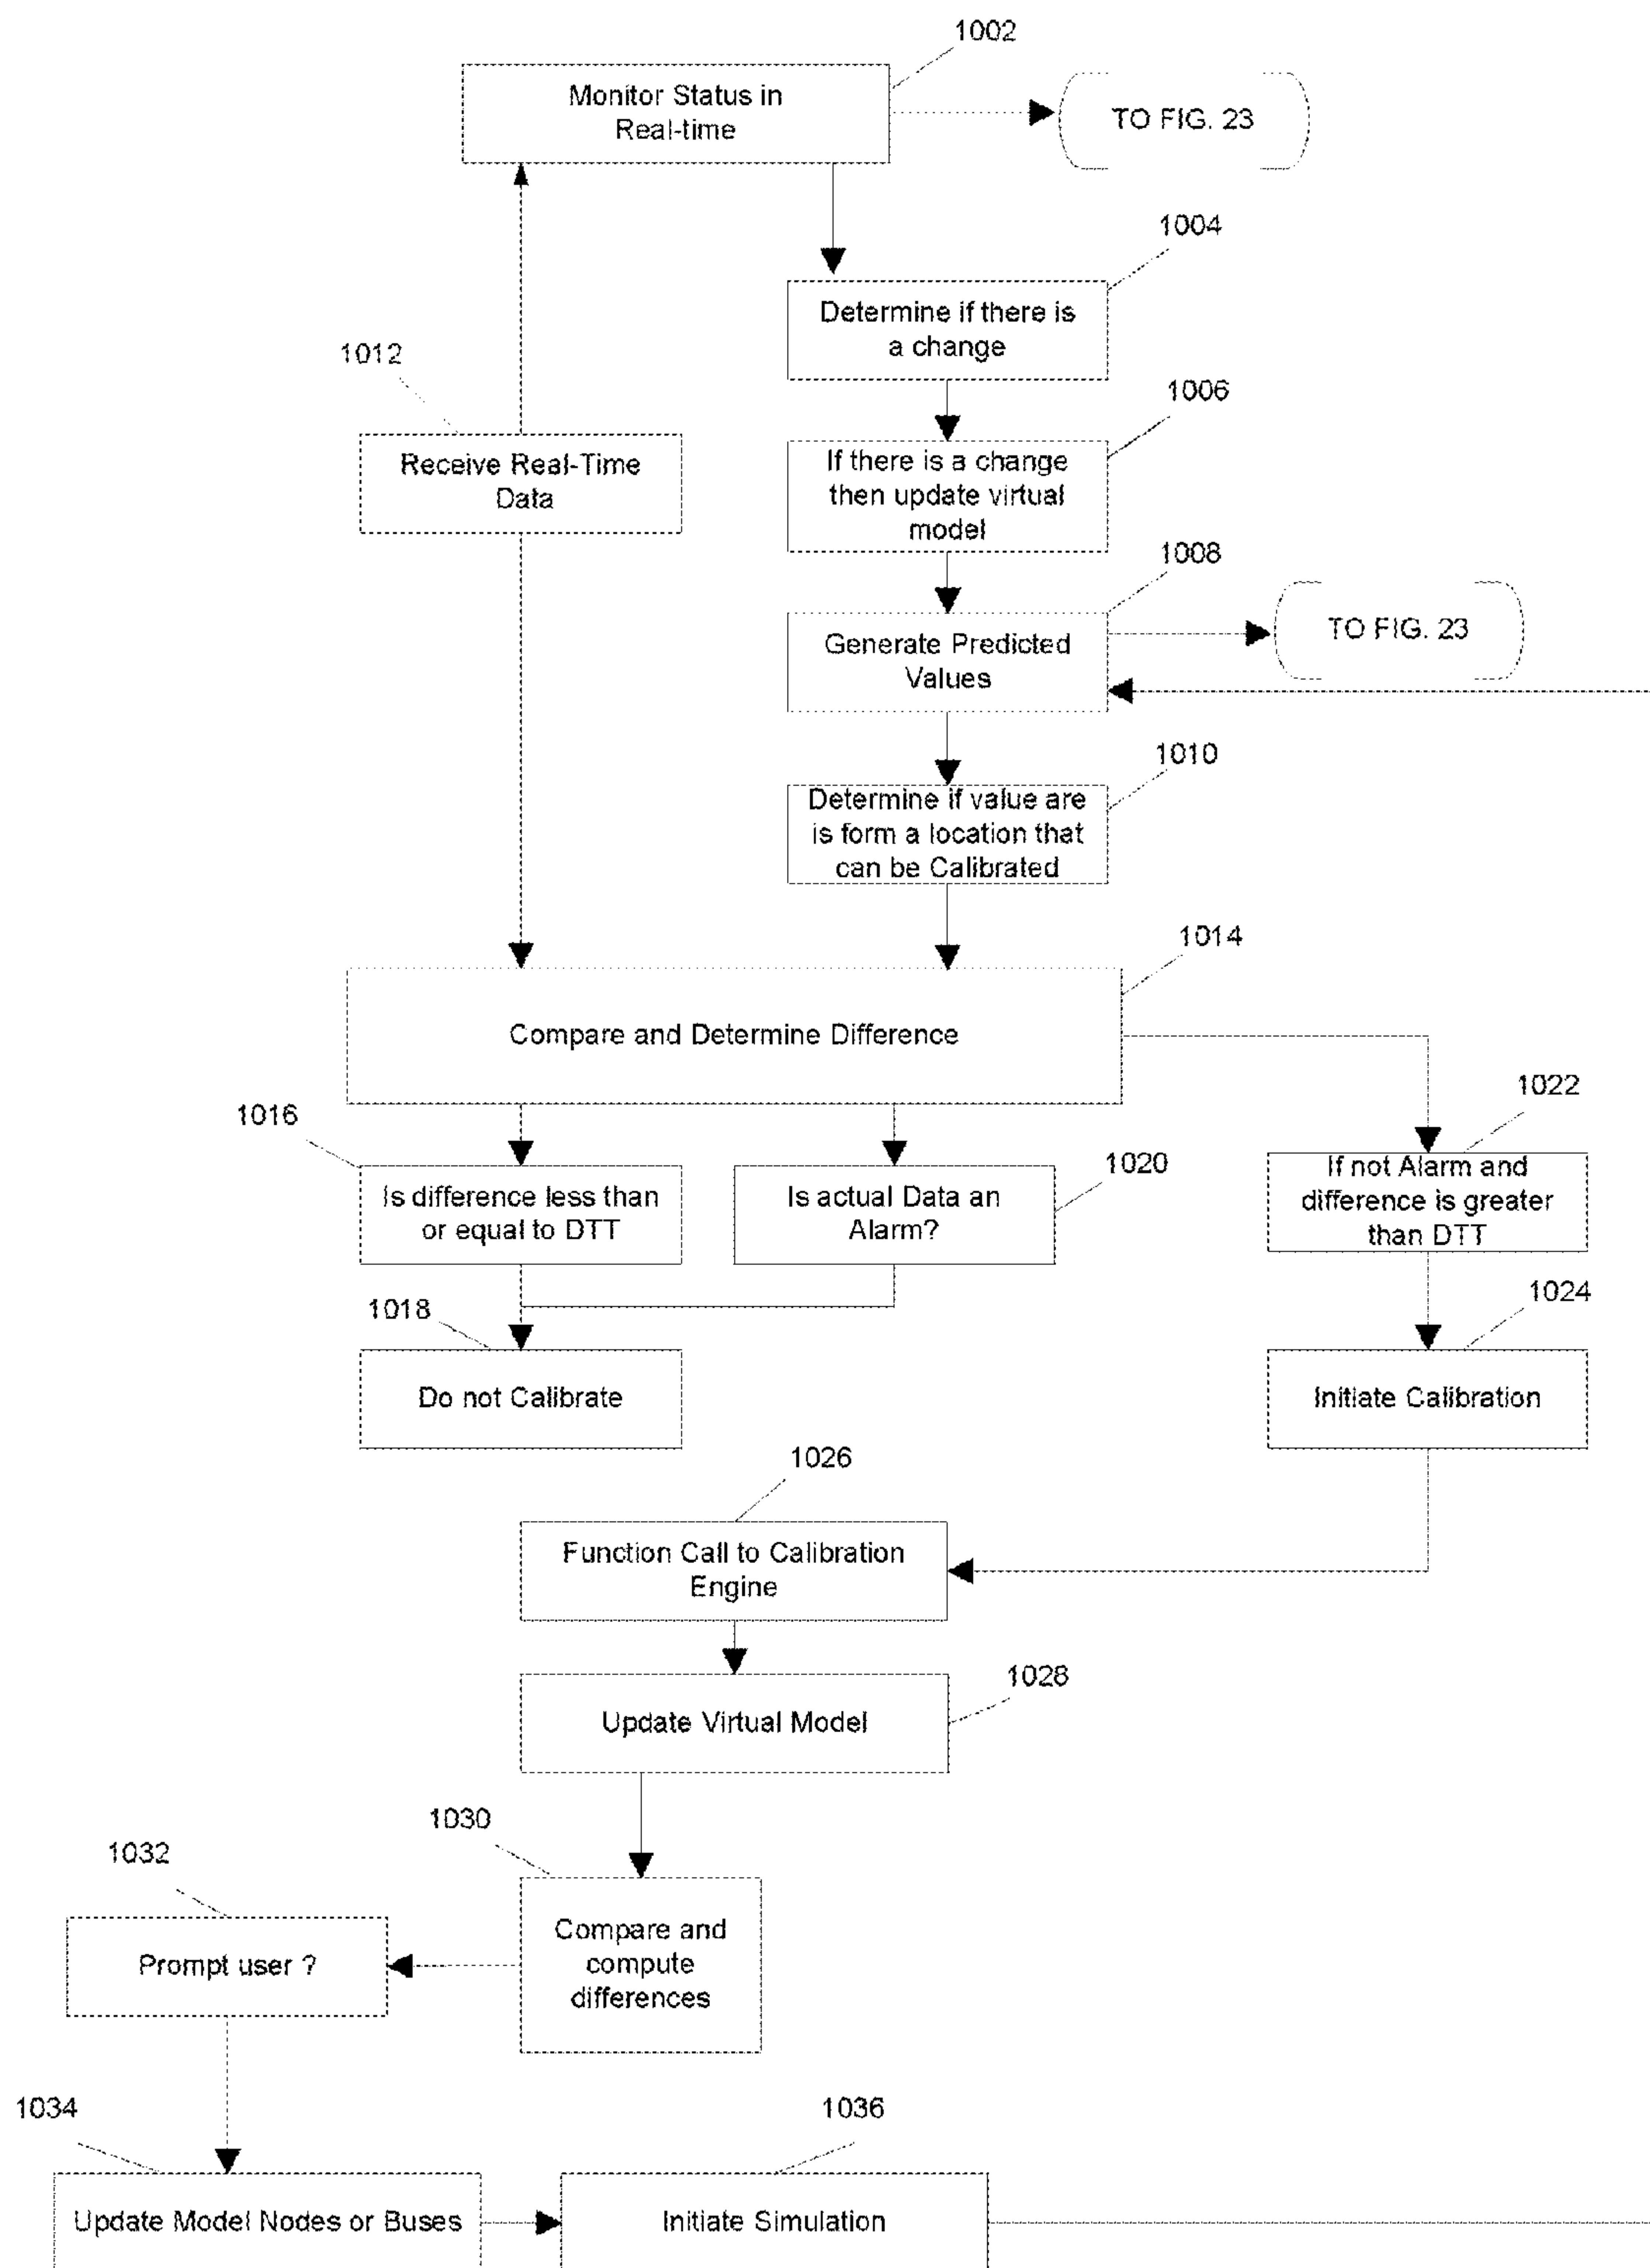 1002
Monitor Status in
Real-time
TO FIG. 23
1004
Determine if there is
a change
1012
1006
Receive Real-Time
Data
If there is a change
then update virtual
model
1008
Generate Predicted
Values
TO FIG. 23
1010
Determine if value are
is form a location that
can be Calibrated
1014
Compare and Determine Difference
1016
1022
Is difference less than
or equal to DTT
Is actual Data an
Alarm?
1020
If not Alarm and
difference is greater
than DTT
1018
1024
Do not Calibrate
Initiate Calibration
1026
Function Call to Calibration
Engine
1028
Update Virtual Model
1030
1032
Compare and
compute
differences
Prompt user ?
1034
1036
Update Model Nodes or Buses
Initiate Simulation